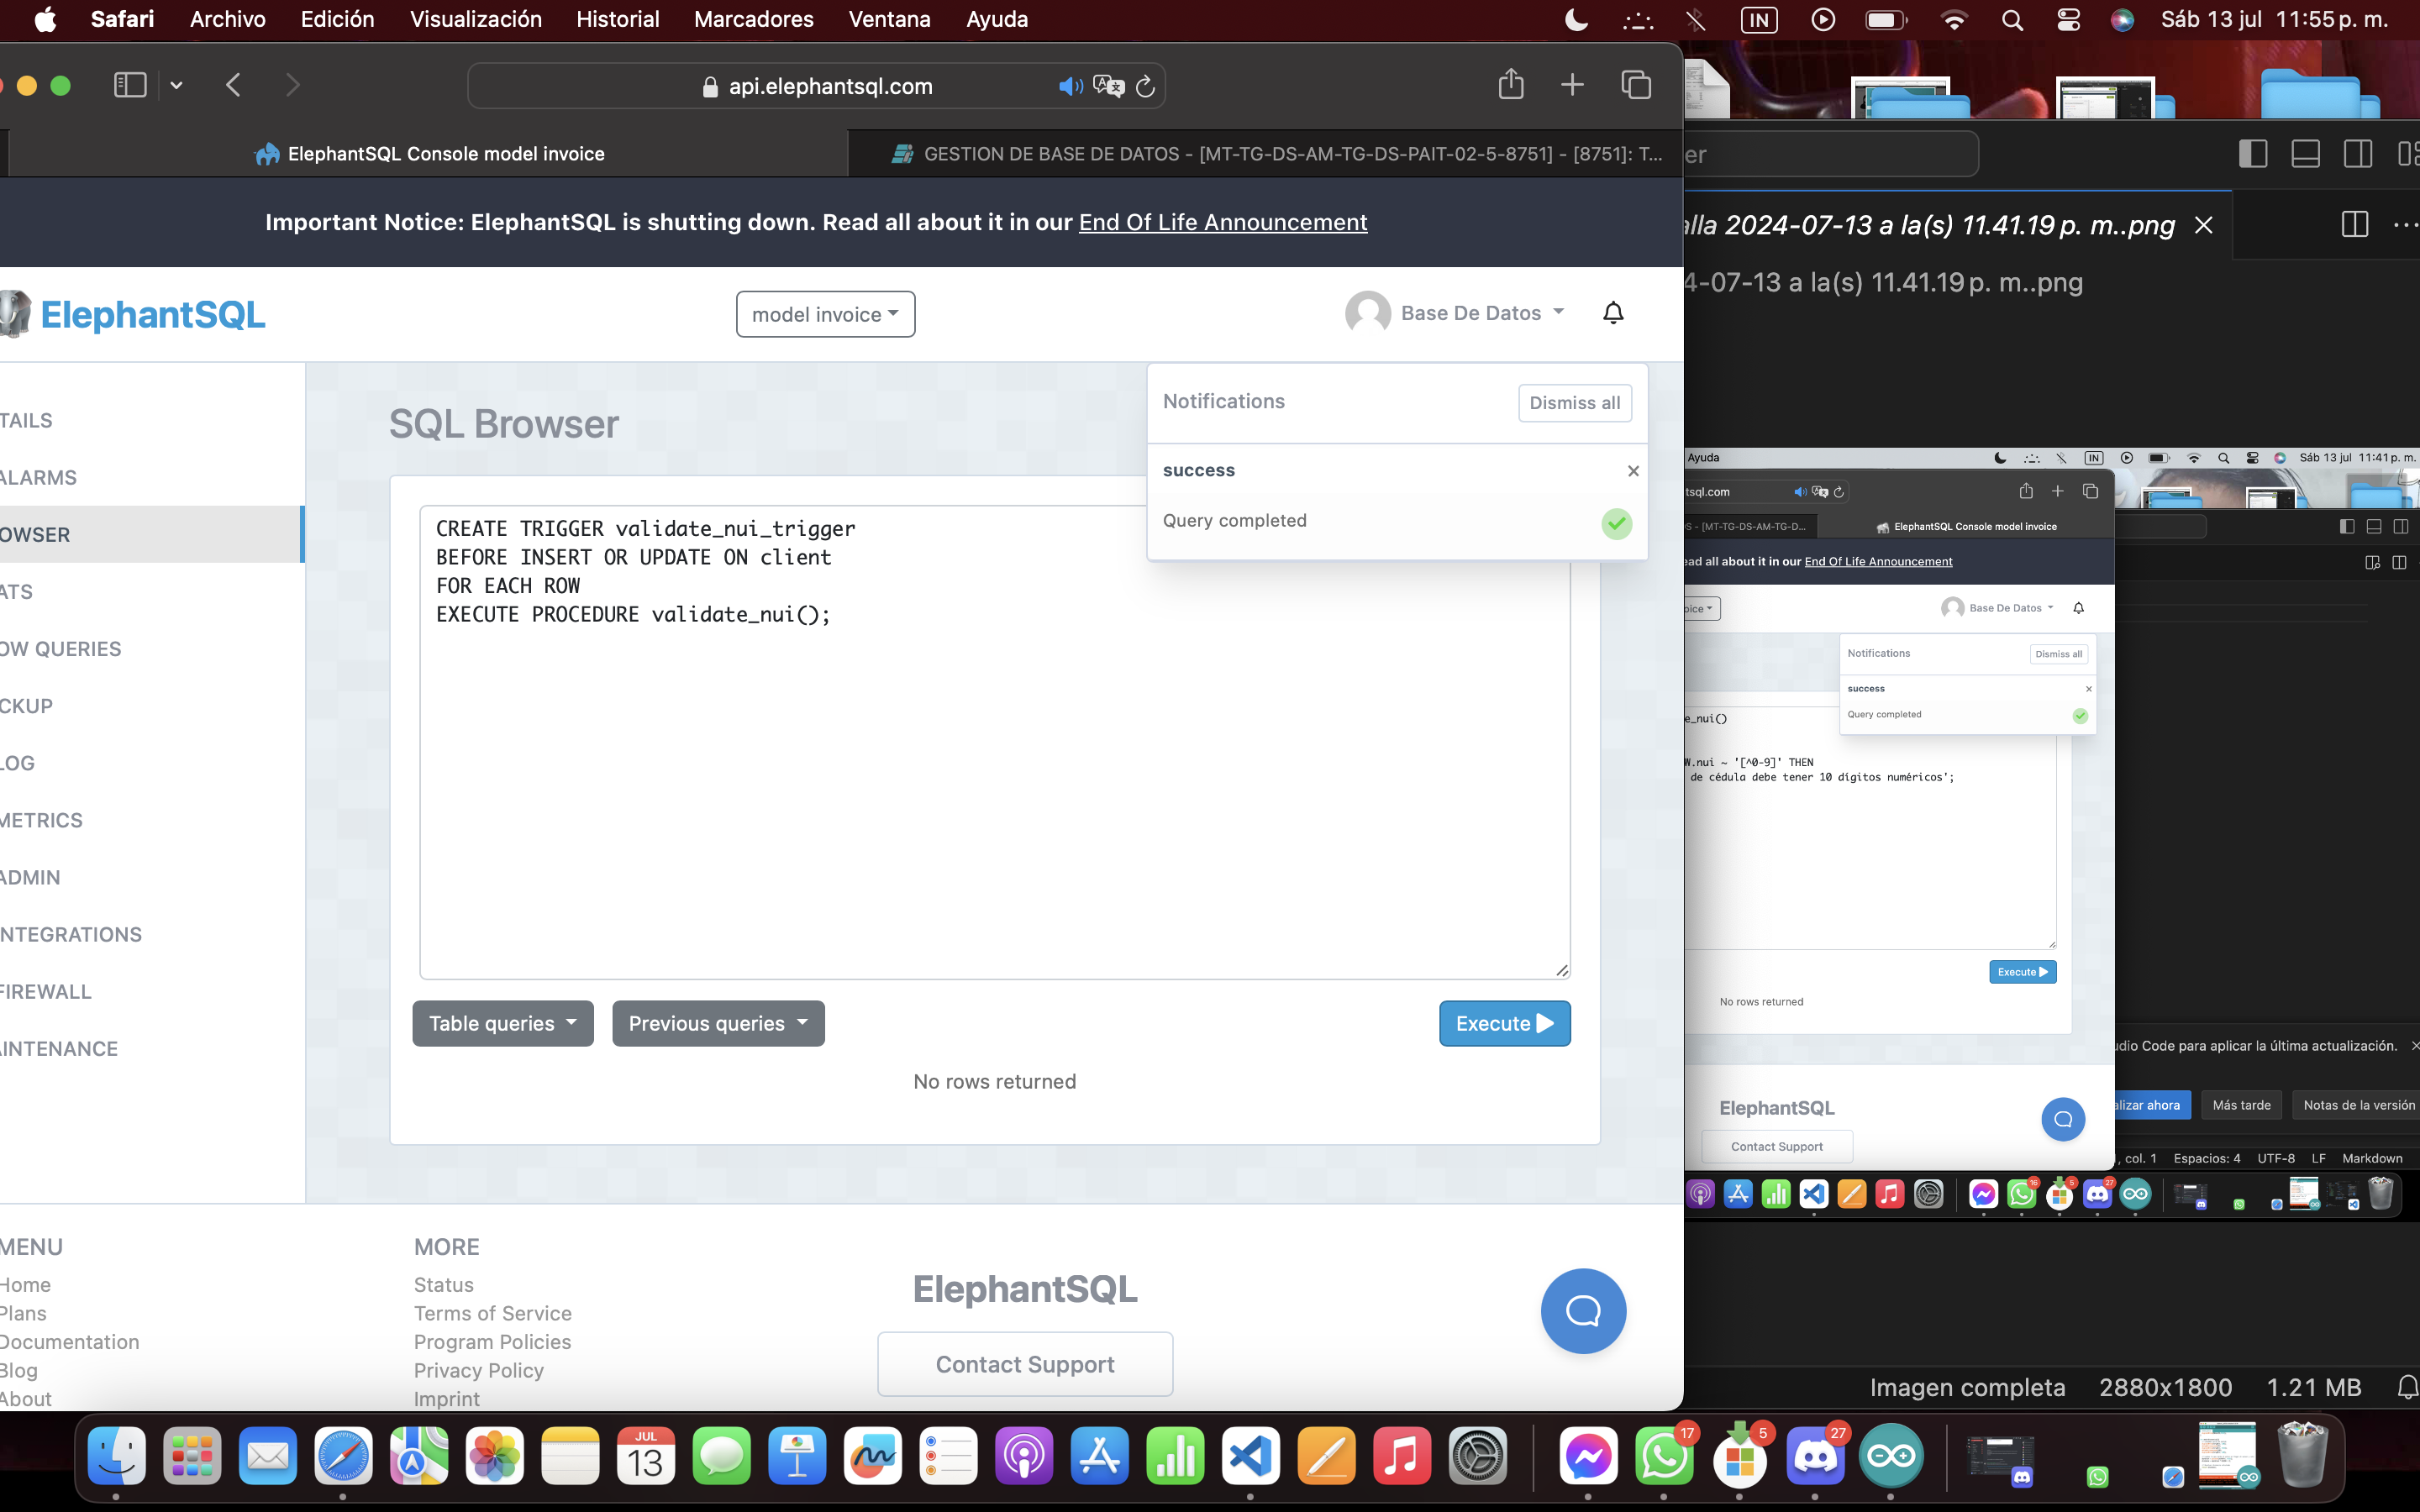 Safari Archivo Edición Visualización Historial Marcadores Ventana Ayuda IN Sáb 13 jul 11:55 p. m.
api.elephantsql.com
ElephantSQL Console model invoice
GESTION DE BASE DE DATOS - [MT-TG-DS-AM-TG-DS-PAIT-02-5-8751] - [8751]: T...
Important Notice: ElephantSQL is shutting down. Read all about it in our End Of Life Announcement
ElephantSQL
model invoice
Base De Datos
TAILS
ALARMS
OWSER
ATS
OW QUERIES
CKUP
LOG
METRICS
ADMIN
INTEGRATIONS
FIREWALL
AINTENANCE
SQL Browser
Notifications
Dismiss all
success
×
Query completed
CREATE TRIGGER validate_nui_trigger
BEFORE INSERT OR UPDATE ON client
FOR EACH ROW
EXECUTE PROCEDURE validate_nui();
Table queries
Previous queries
Execute
No rows returned
MENU
Home
Plans
Documentation
Blog
About
MORE
Status
Terms of Service
Program Policies
Privacy Policy
Imprint
ElephantSQL
Contact Support
er
alla 2024-07-13 a la(s) 11.41.19 p. m..png
4-07-13 a la(s) 11.41.19 p. m..png
Ayuda IN Sáb 13 jul 11:41 p. m.
tsql.com
S - [MT-TG-DS-AM-TG-D...
ElephantSQL Console model invoice
ead all about it in our End Of Life Announcement
oice
Base De Datos
Notifications
Dismiss all
success
×
Query completed
e_nui()
W.nui ~ '[^0-9]' THEN
de cédula debe tener 10 dígitos numéricos';
Execute
No rows returned
ElephantSQL
Contact Support
udio Code para aplicar la última actualización.
alizar ahora
Más tarde
Notas de la versión
, col. 1 Espacios: 4 UTF-8 LF Markdown
16
5
27
Imagen completa 2880x1800 1.21 MB
JUL
13
17
5
27